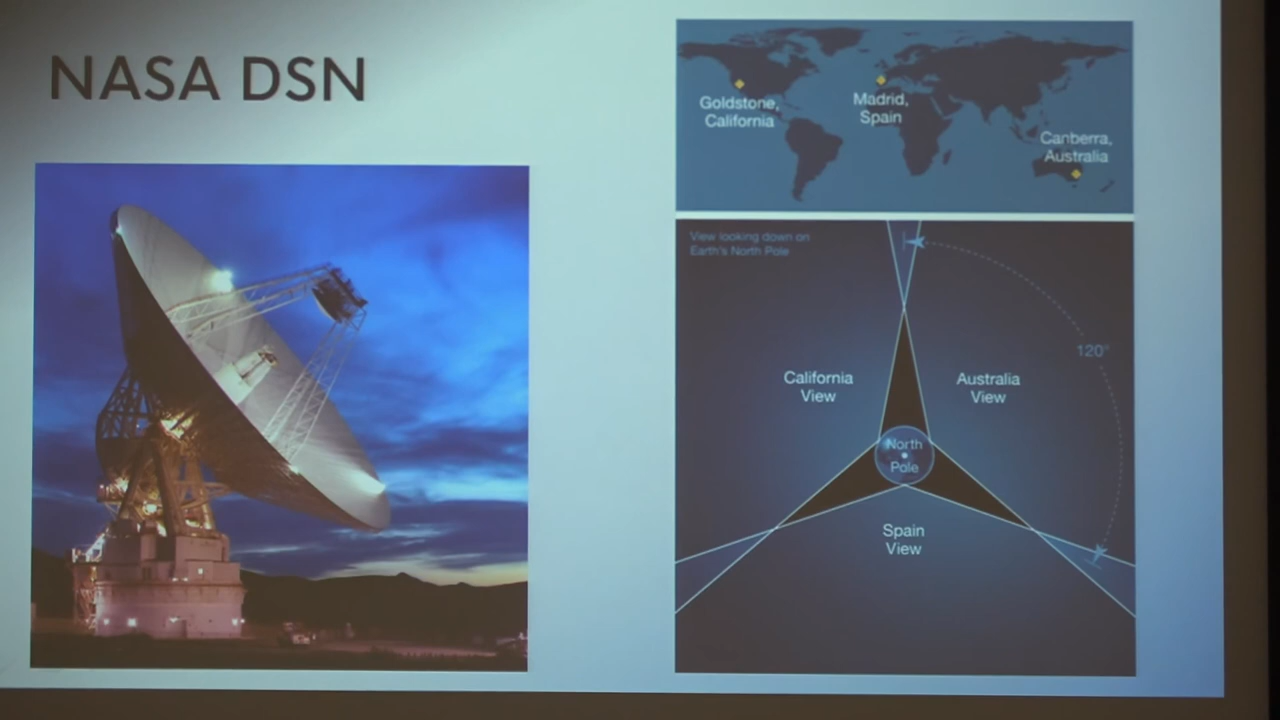 NASA DSN
Goldstone,
California
Madrid,
Spain
Canberra,
Australia
View looking down on
Earth's North Pole
120°
California
View
Australia
View
North
Pole
Spain
View